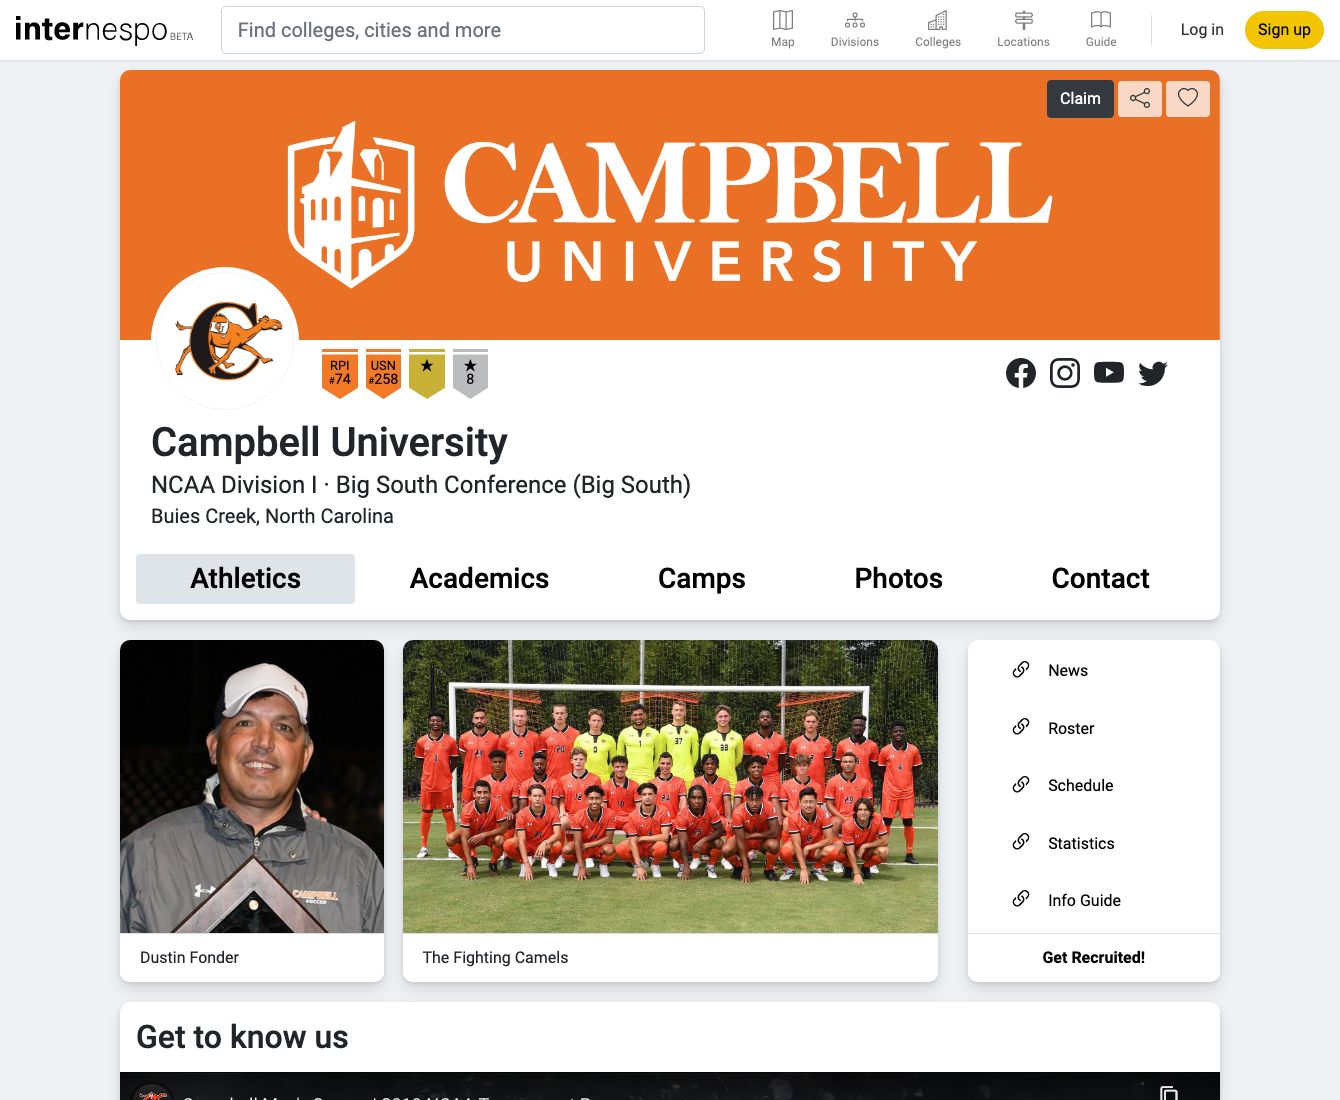 internespo BETA
Find colleges, cities and more
Map
Divisions
Colleges
Locations
Guide
Log in
Sign up
Claim
CAMPBELL
UNIVERSITY
RPI
#74
USN
#258
★
★
8
Campbell University
NCAA Division I · Big South Conference (Big South)
Buies Creek, North Carolina
Athletics
Academics
Camps
Photos
Contact
CAMPBELL
SOCCER
Dustin Fonder
The Fighting Camels
News
Roster
Schedule
Statistics
Info Guide
Get Recruited!
Get to know us